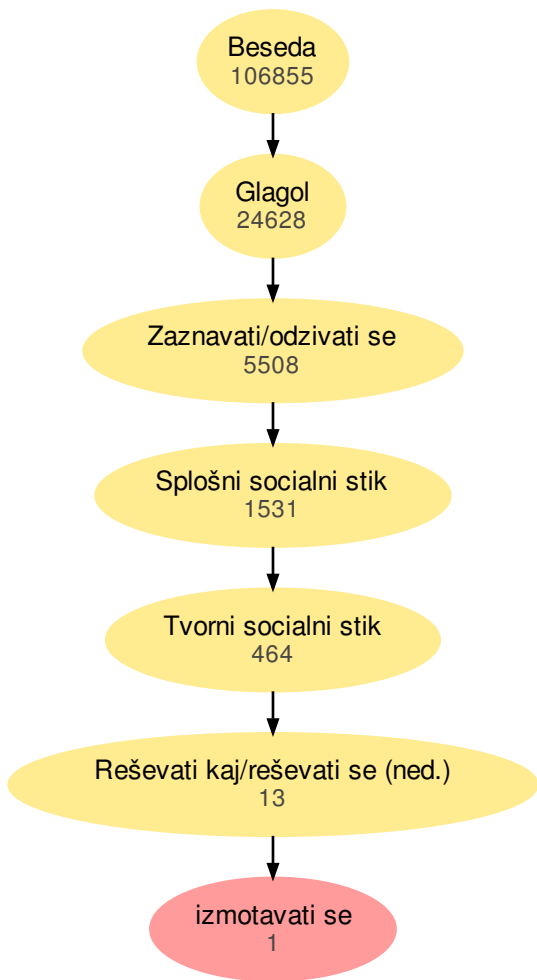 Beseda
106855
Glagol
24628
Zaznavati/odzivati se
5508
Splošni socialni stik
1531
Tvorni socialni stik
464
Reševati kaj/reševati se (ned.)
13
izmotavati se
1